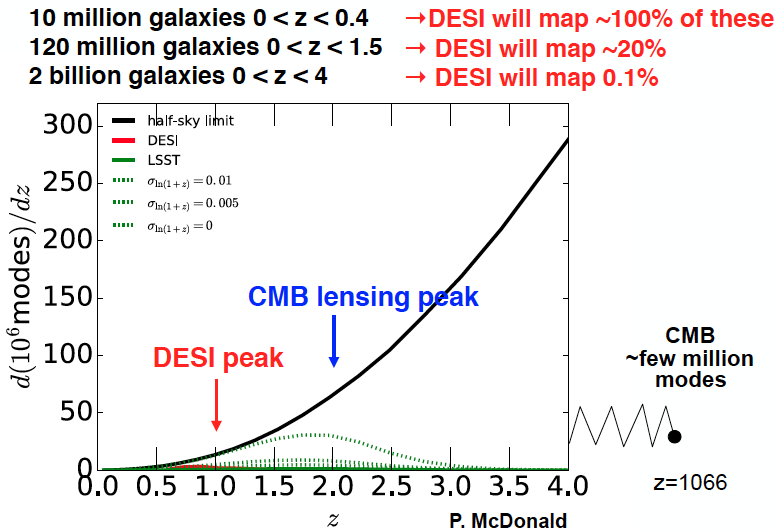 10 million galaxies 0 < z < 0.4 →DESI will map ~100% of these
120 million galaxies 0 < z < 1.5 → DESI will map ~20%
2 billion galaxies 0 < z < 4 → DESI will map 0.1%
300
250
200
150
100
50
0
d(10⁶modes)/dz
half-sky limit
DESI
LSST
σ_ln(1+z) = 0.01
σ_ln(1+z) = 0.005
σ_ln(1+z) = 0
CMB lensing peak
DESI peak
CMB
~few million
modes
z=1066
0.0 0.5 1.0 1.5 2.0 2.5 3.0 3.5 4.0
z
P. McDonald